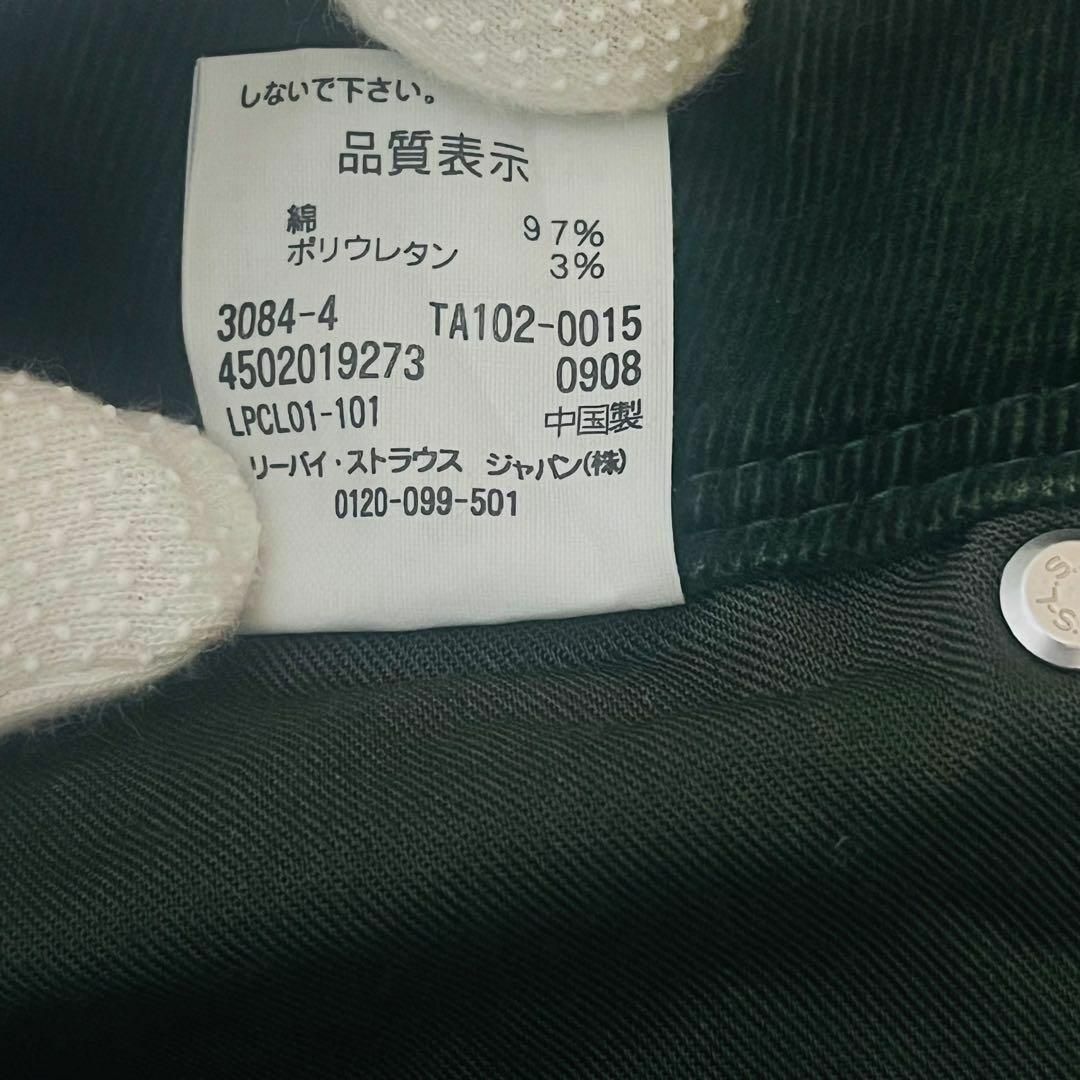 しないで下さい。
品質表示
綿 97%
ポリウレタン 3%
3084-4 TA102-0015
4502019273 0908
LPCL01-101 中国製
リーバイ・ストラウス ジャパン(株)
0120-099-501
S.Y.S.